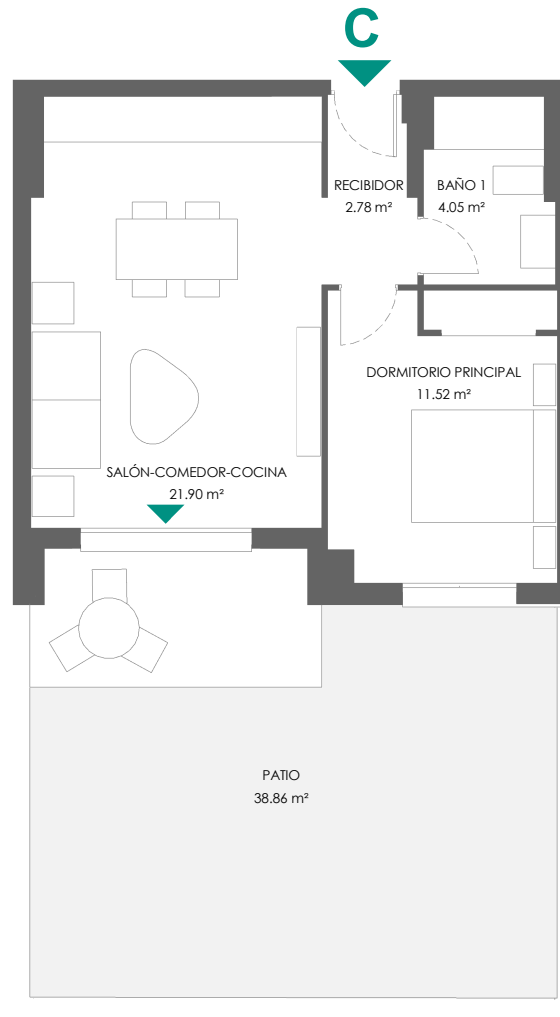 C
RECIBIDOR
2.78 m²
BAÑO 1
4.05 m²
DORMITORIO PRINCIPAL
11.52 m²
SALÓN-COMEDOR-COCINA
21.90 m²
PATIO
38.86 m²